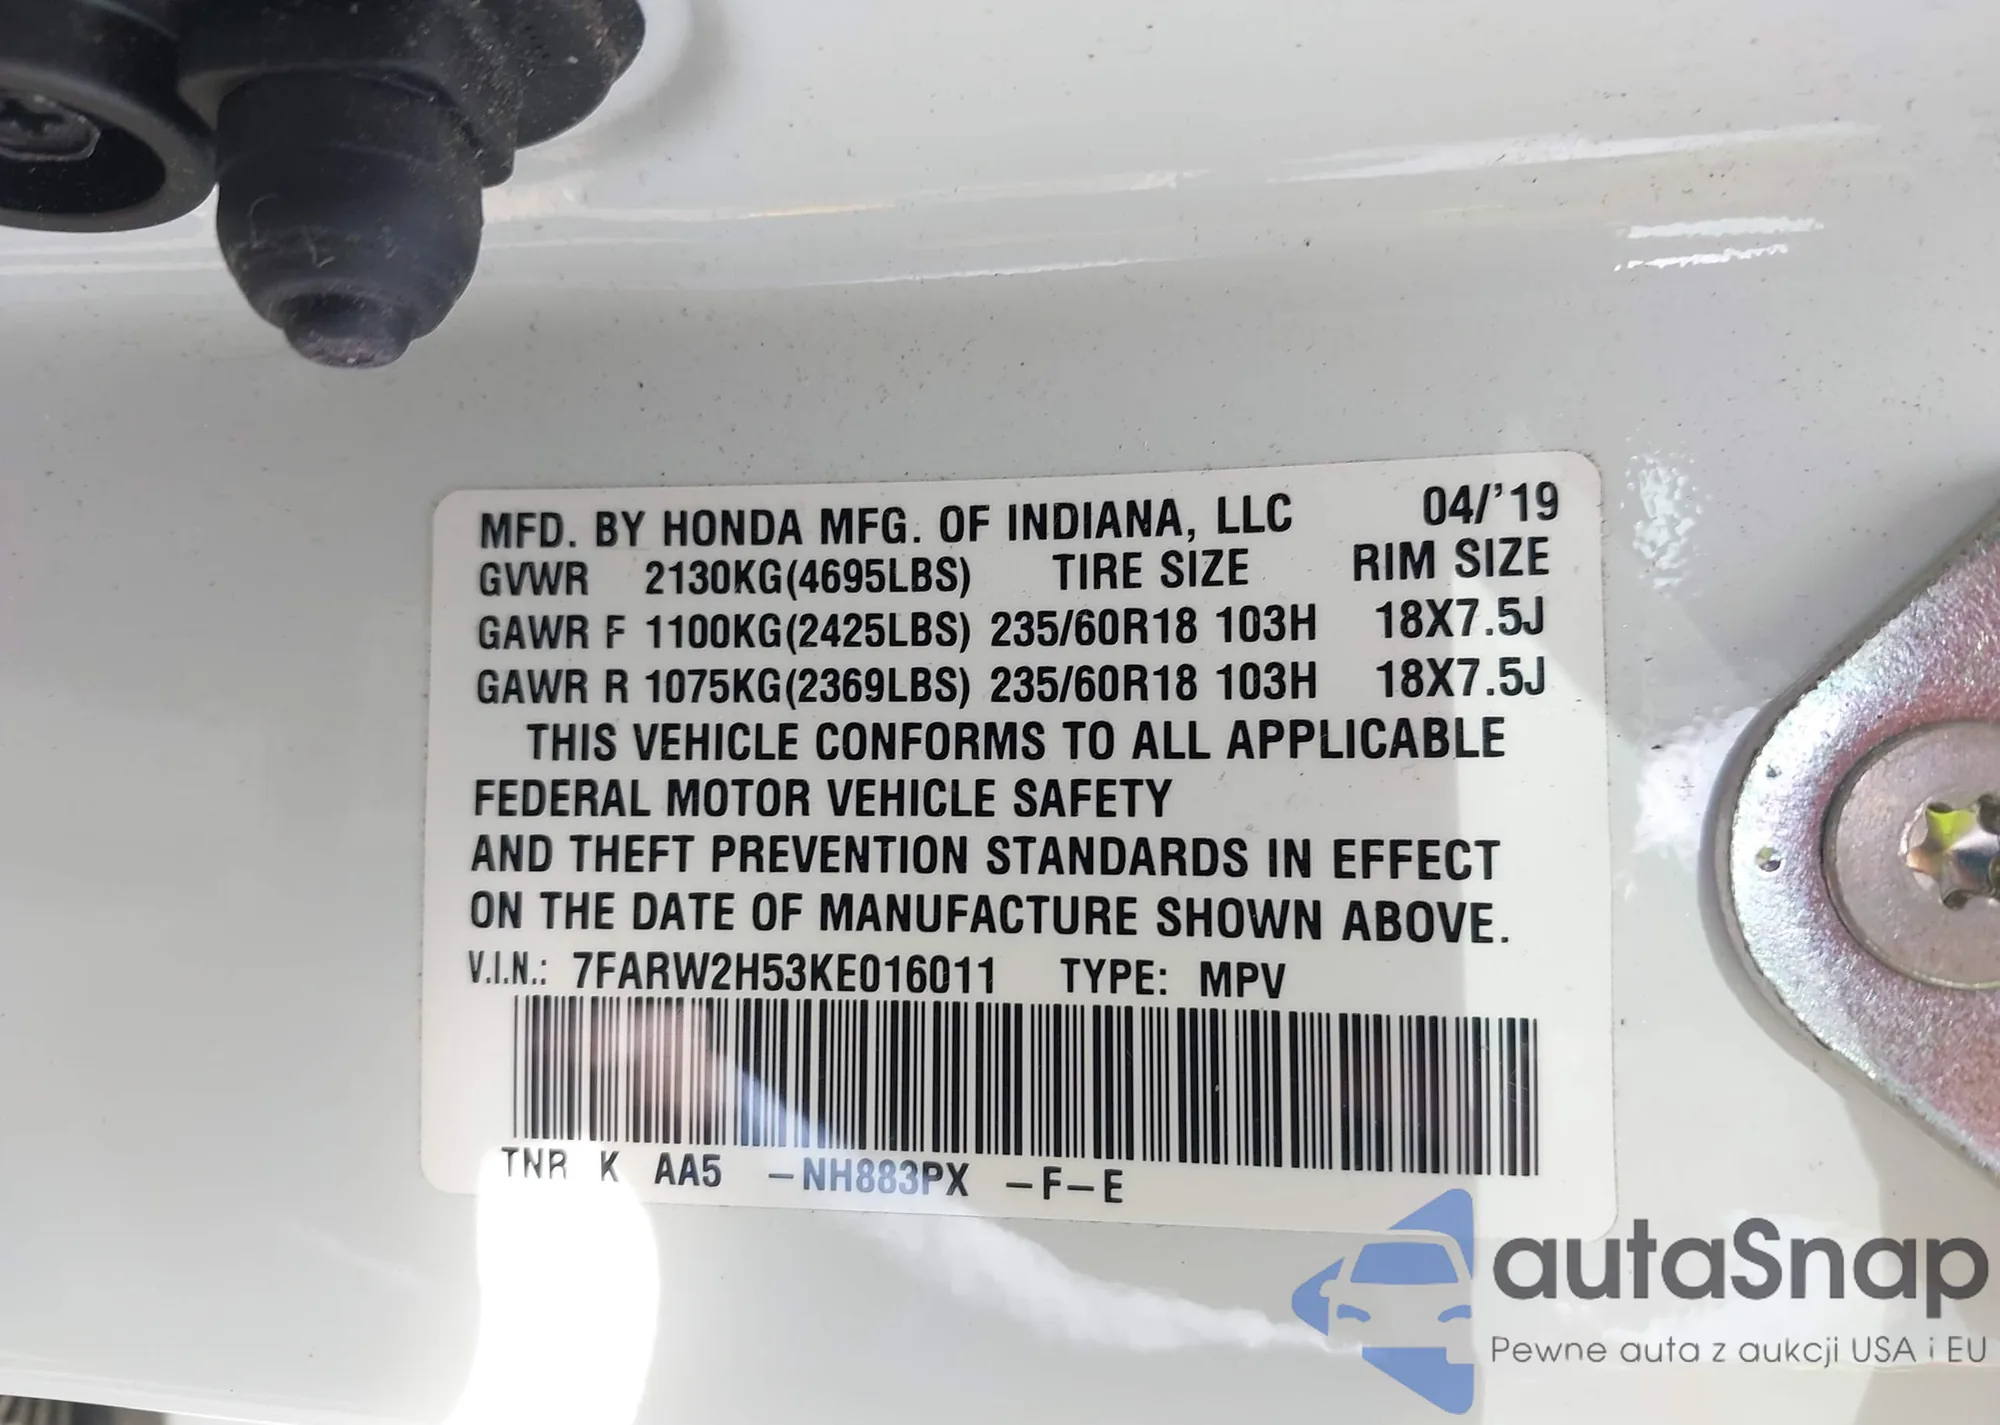 MFD. BY HONDA MFG. OF INDIANA, LLC 04/'19
GVWR 2130KG(4695LBS) TIRE SIZE RIM SIZE
GAWR F 1100KG(2425LBS) 235/60R18 103H 18X7.5J
GAWR R 1075KG(2369LBS) 235/60R18 103H 18X7.5J
THIS VEHICLE CONFORMS TO ALL APPLICABLE
FEDERAL MOTOR VEHICLE SAFETY
AND THEFT PREVENTION STANDARDS IN EFFECT
ON THE DATE OF MANUFACTURE SHOWN ABOVE.
V.I.N.: 7FARW2H53KE016011 TYPE: MPV
TNR K AA5 -NH883PX -F-E
autaSnap
Pewne auta z aukcji USA i EU